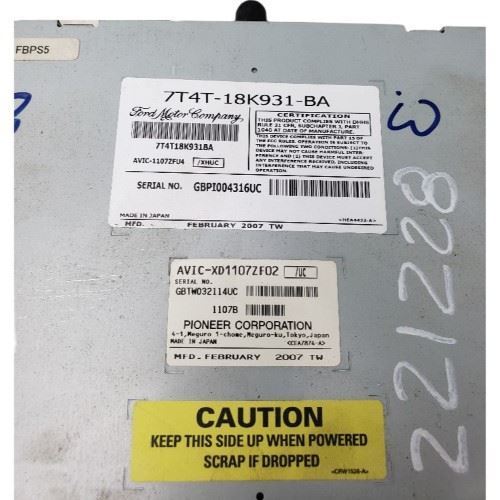 FBPS5
7T4T-18K931-BA
Ford Motor Company
7T4T18K931BA
AVIC-1107ZFU4 /XHUC
SERIAL NO. GBPI004316UC
MADE IN JAPAN
MFD. FEBRUARY 2007 TW
CERTIFICATION
THIS PRODUCT COMPLIES WITH DHHS
RULE 21 CFR, SUBCHAPTER J, PART
1040 AT DATE OF MANUFACTURE.
THIS DEVICE COMPLIES WITH PART 15 OF
THE FCC RULES. OPERATION IS SUBJECT TO
THE TWO CONDITIONS: (1)THIS DEVICE
MAY NOT CAUSE HARMFUL INTER-
FERENCE AND (2) THIS DEVICE MUST ACCEPT
ANY INTERFERENCE RECEIVED, INCLUDING
INTERFERENCE THAT MAY CAUSE
UNDESIRED OPERATION.
AVIC-XD1107ZF02 /UC
SERIAL NO.
GBTW032114UC
1107B
PIONEER CORPORATION
4-1,Meguro 1-chome,Meguro-ku,Tokyo,Japan
MADE IN JAPAN <CEA7874-A>
MFD.FEBRUARY 2007 TW
CAUTION
KEEP THIS SIDE UP WHEN POWERED
SCRAP IF DROPPED
<CRW1528-A>
221228